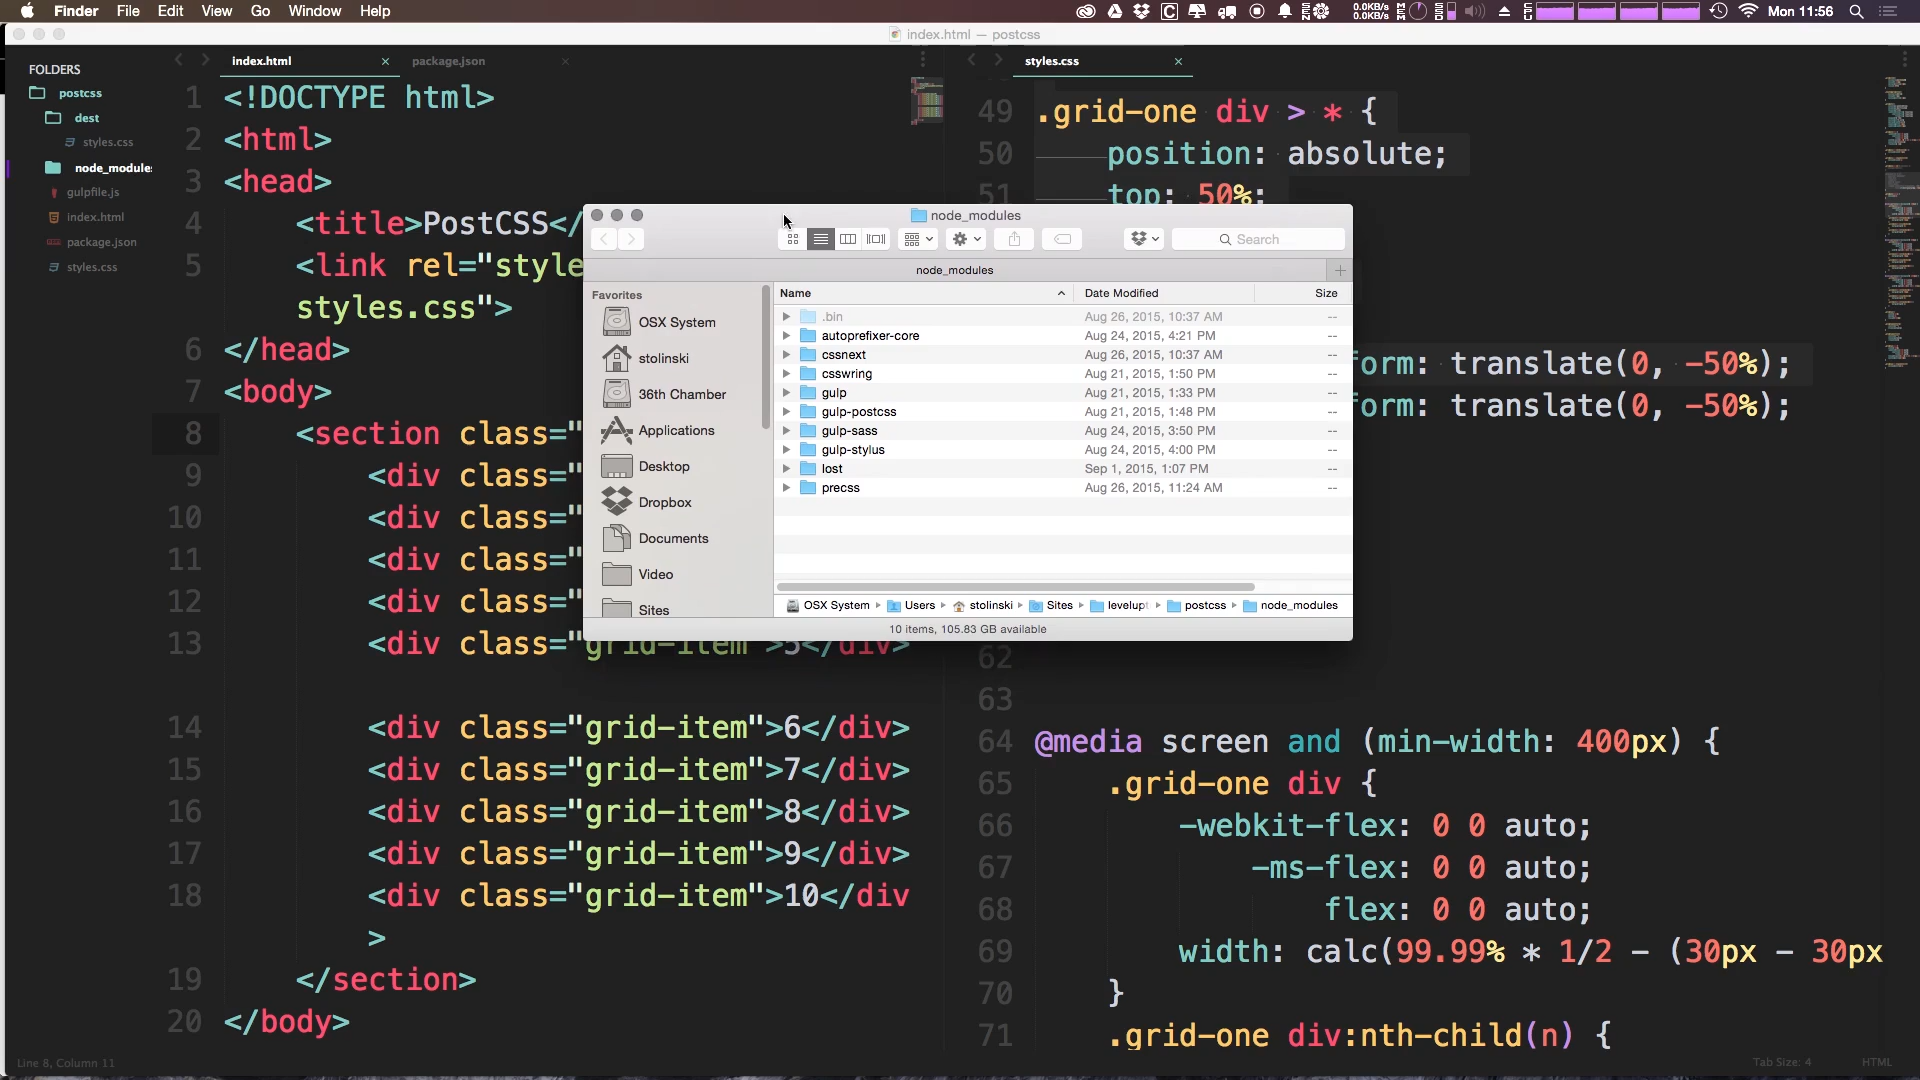 Finder File Edit View Go Window Help
0.0KB/s
0.0KB/s
Mon 11:56
index.html — postcss
FOLDERS
postcss
dest
styles.css
node_modules
gulpfile.js
index.html
package.json
styles.css
index.html
package.json
1 <!DOCTYPE html>
2 <html>
3 <head>
4 <title>PostCSS</
5 <link rel="style
styles.css">
6 </head>
7 <body>
8 <section class="
9 <div class="
10 <div class="
11 <div class="
12 <div class="
13 <div class="grid-item">5</div>
14 <div class="grid-item">6</div>
15 <div class="grid-item">7</div>
16 <div class="grid-item">8</div>
17 <div class="grid-item">9</div>
18 <div class="grid-item">10</div
>
19 </section>
20 </body>
styles.css
49 .grid-one div > * {
50 position: absolute;
51 top: 50%;
form: translate(0, -50%);
form: translate(0, -50%);
62
63
64 @media screen and (min-width: 400px) {
65 .grid-one div {
66 -webkit-flex: 0 0 auto;
67 -ms-flex: 0 0 auto;
68 flex: 0 0 auto;
69 width: calc(99.99% * 1/2 - (30px - 30px
70 }
71 .grid-one div:nth-child(n) {
node_modules
Search
node_modules
Favorites
OSX System
stolinski
36th Chamber
Applications
Desktop
Dropbox
Documents
Video
Sites
Name Date Modified Size
.bin Aug 26, 2015, 10:37 AM --
autoprefixer-core Aug 24, 2015, 4:21 PM --
cssnext Aug 26, 2015, 10:37 AM --
csswring Aug 21, 2015, 1:50 PM --
gulp Aug 21, 2015, 1:33 PM --
gulp-postcss Aug 21, 2015, 1:48 PM --
gulp-sass Aug 24, 2015, 3:50 PM --
gulp-stylus Aug 24, 2015, 4:00 PM --
lost Sep 1, 2015, 1:07 PM --
precss Aug 26, 2015, 11:24 AM --
OSX System Users stolinski Sites levelupt postcss node_modules
10 items, 105.83 GB available
Line 8, Column 11
Tab Size: 4
HTML